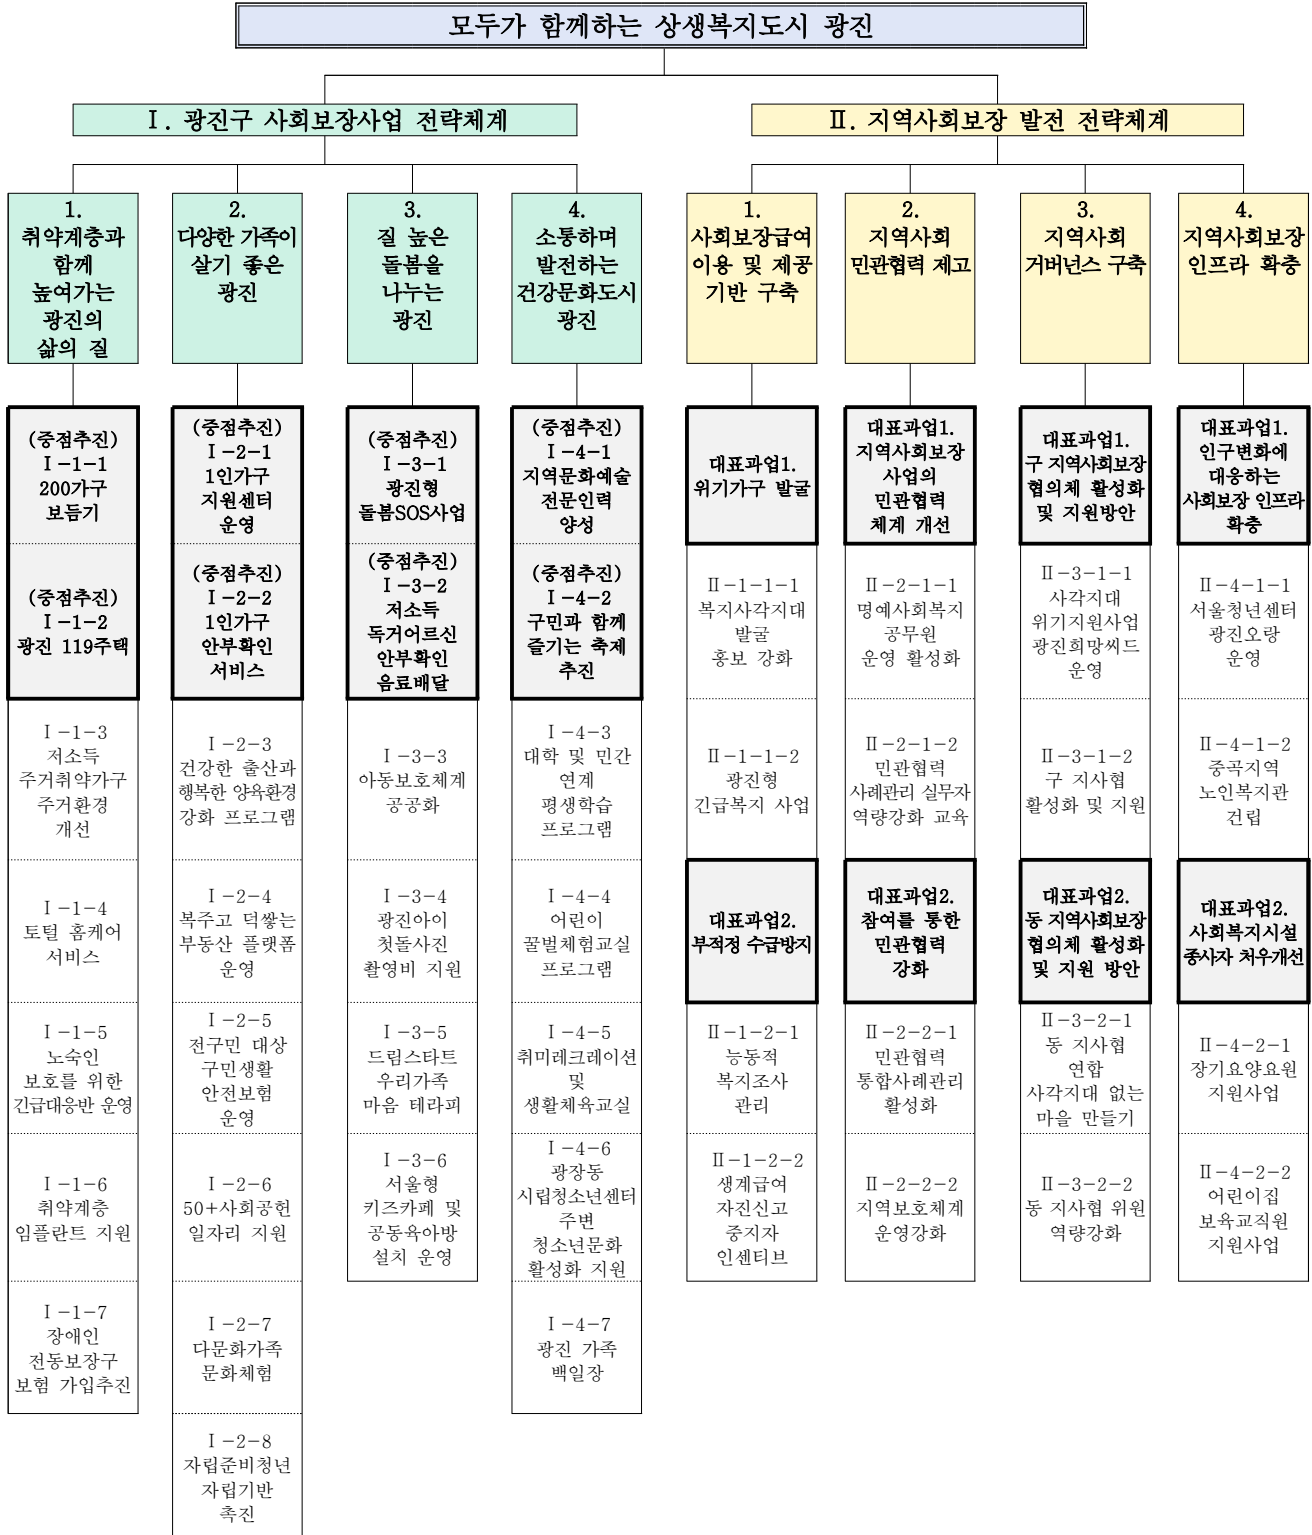 모두가 함께하는 상생복지도시 광진
Ⅰ. 광진구 사회보장사업 전략체계
1.
취약계층과
함께
높여가는
광진의
삶의 질
(중점추진)
Ⅰ-1-1
200가구
보듬기
(중점추진)
Ⅰ-1-2
광진 119주택
Ⅰ-1-3
저소득
주거취약가구
주거환경
개선
Ⅰ-1-4
토털 홈케어
서비스
Ⅰ-1-5
노숙인
보호를 위한
긴급대응반 운영
Ⅰ-1-6
취약계층
임플란트 지원
Ⅰ-1-7
장애인
전동보장구
보험 가입추진
2.
다양한 가족이
살기 좋은
광진
(중점추진)
Ⅰ-2-1
1인가구
지원센터
운영
(중점추진)
Ⅰ-2-2
1인가구
안부확인
서비스
Ⅰ-2-3
건강한 출산과
행복한 양육환경
강화 프로그램
Ⅰ-2-4
복주고 덕쌓는
부동산 플랫폼
운영
Ⅰ-2-5
전구민 대상
구민생활
안전보험
운영
Ⅰ-2-6
50+사회공헌
일자리 지원
Ⅰ-2-7
다문화가족
문화체험
Ⅰ-2-8
자립준비청년
자립기반
촉진
3.
질 높은
돌봄을
나누는
광진
(중점추진)
Ⅰ-3-1
광진형
돌봄SOS사업
(중점추진)
Ⅰ-3-2
저소득
독거어르신
안부확인
음료배달
Ⅰ-3-3
아동보호체계
공공화
Ⅰ-3-4
광진아이
첫돌사진
촬영비 지원
Ⅰ-3-5
드림스타트
우리가족
마음 테라피
Ⅰ-3-6
서울형
키즈카페 및
공동육아방
설치 운영
4.
소통하며
발전하는
건강문화도시
광진
(중점추진)
Ⅰ-4-1
지역문화예술
전문인력
양성
(중점추진)
Ⅰ-4-2
구민과 함께
즐기는 축제
추진
Ⅰ-4-3
대학 및 민간
연계
평생학습
프로그램
Ⅰ-4-4
어린이
꿀벌체험교실
프로그램
Ⅰ-4-5
취미레크레이션
및
생활체육교실
Ⅰ-4-6
광장동
시립청소년센터
주변
청소년문화
활성화 지원
Ⅰ-4-7
광진 가족
백일장
Ⅱ. 지역사회보장 발전 전략체계
1.
사회보장급여
이용 및 제공
기반 구축
대표과업1.
위기가구 발굴
Ⅱ-1-1-1
복지사각지대
발굴
홍보 강화
Ⅱ-1-1-2
광진형
긴급복지 사업
대표과업2.
부적정 수급방지
Ⅱ-1-2-1
능동적
복지조사
관리
Ⅱ-1-2-2
생계급여
자진신고
중지자
인센티브
2.
지역사회
민관협력 제고
대표과업1.
지역사회보장
사업의
민관협력
체계 개선
Ⅱ-2-1-1
명예사회복지
공무원
운영 활성화
Ⅱ-2-1-2
민관협력
사례관리 실무자
역량강화 교육
대표과업2.
참여를 통한
민관협력
강화
Ⅱ-2-2-1
민관협력
통합사례관리
활성화
Ⅱ-2-2-2
지역보호체계
운영강화
3.
지역사회
거버넌스 구축
대표과업1.
구 지역사회보장
협의체 활성화
및 지원방안
Ⅱ-3-1-1
사각지대
위기지원사업
광진희망씨드
운영
Ⅱ-3-1-2
구 지사협
활성화 및 지원
대표과업2.
동 지역사회보장
협의체 활성화
및 지원 방안
Ⅱ-3-2-1
동 지사협
연합
사각지대 없는
마을 만들기
Ⅱ-3-2-2
동 지사협 위원
역량강화
4.
지역사회보장
인프라 확충
대표과업1.
인구변화에
대응하는
사회보장 인프라
확충
Ⅱ-4-1-1
서울청년센터
광진오랑
운영
Ⅱ-4-1-2
중곡지역
노인복지관
건립
대표과업2.
사회복지시설
종사자 처우개선
Ⅱ-4-2-1
장기요양요원
지원사업
Ⅱ-4-2-2
어린이집
보육교직원
지원사업